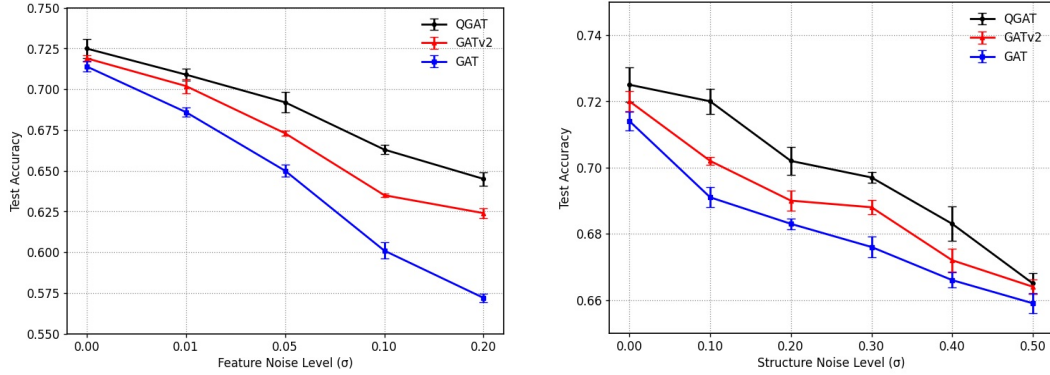 0.750
0.725
0.700
0.675
0.650
0.625
0.600
0.575
0.550
Test Accuracy
QGAT
GATv2
GAT
0.00 0.01 0.05 0.10 0.20
Feature Noise Level (σ)
0.74
0.72
0.70
0.68
0.66
Test Accuracy
QGAT
GATv2
GAT
0.00 0.10 0.20 0.30 0.40 0.50
Structure Noise Level (σ)